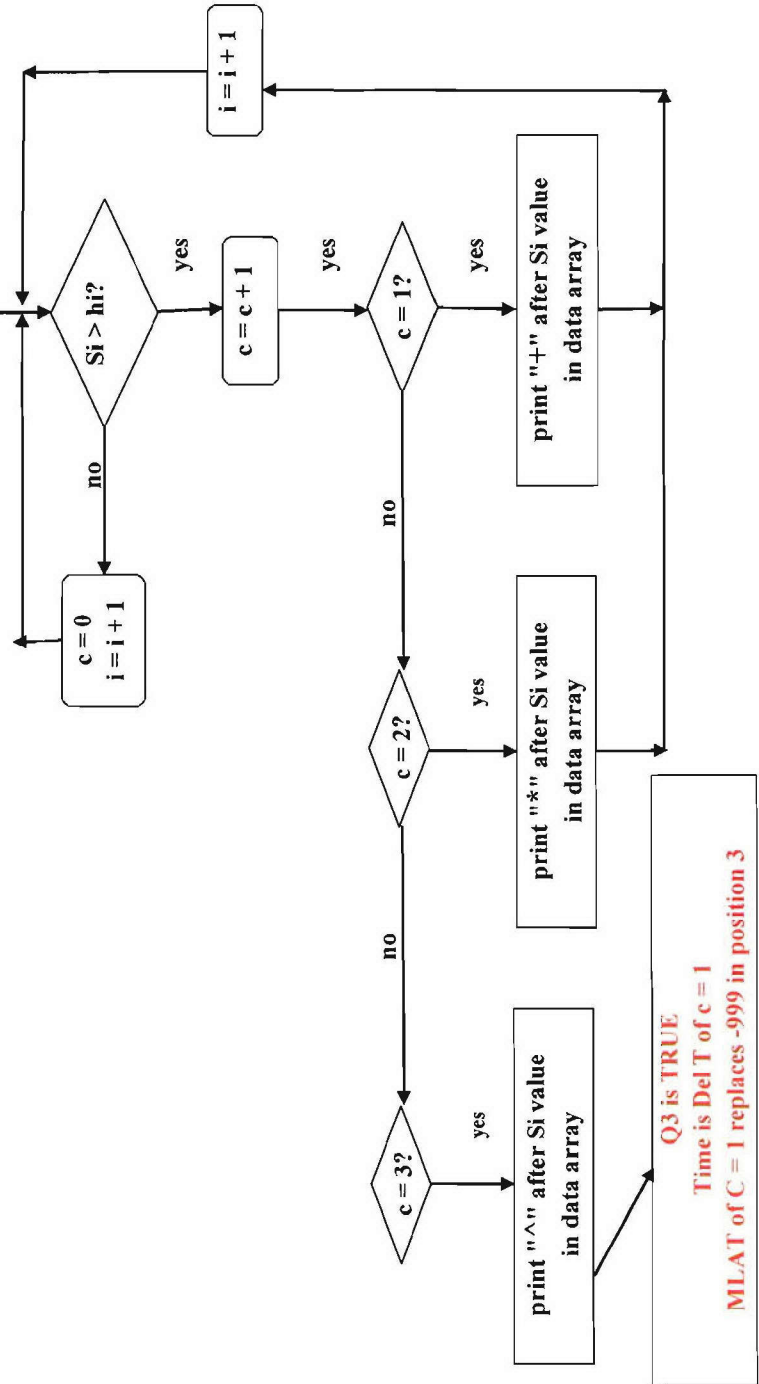 Si > hi?
no
c = 0
i = i + 1
yes
i = i + 1
c = c + 1
yes
c = 1?
no
yes
print "+" after Si value
in data array
c = 2?
no
yes
print "*" after Si value
in data array
c = 3?
yes
print "^" after Si value
in data array
Q3 is TRUE
Time is Del T of c = 1
MLAT of C = 1 replaces -999 in position 3